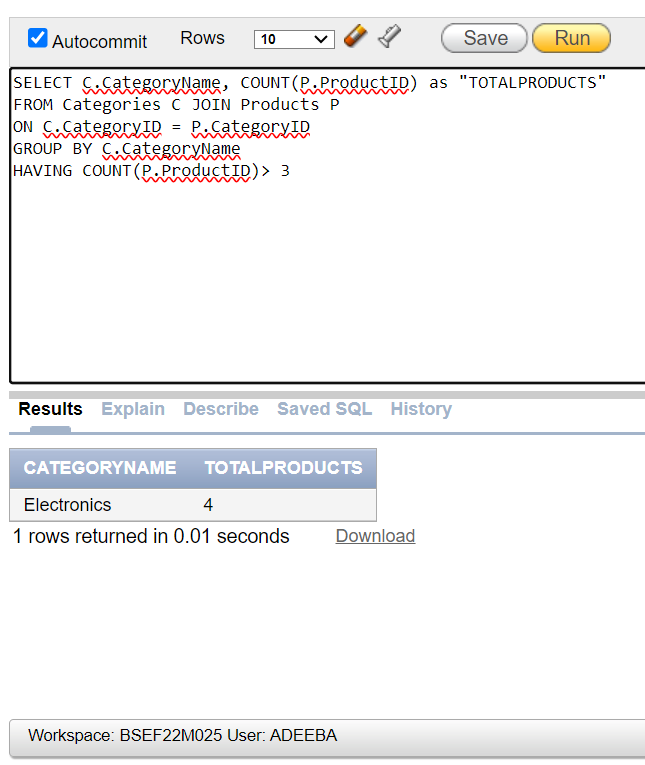 Autocommit Rows 10 Save Run
SELECT C.CategoryName, COUNT(P.ProductID) as "TOTALPRODUCTS"
FROM Categories C JOIN Products P
ON C.CategoryID = P.CategoryID
GROUP BY C.CategoryName
HAVING COUNT(P.ProductID)> 3
Results Explain Describe Saved SQL History
CATEGORYNAME TOTALPRODUCTS
Electronics 4
1 rows returned in 0.01 seconds Download
Workspace: BSEF22M025 User: ADEEBA